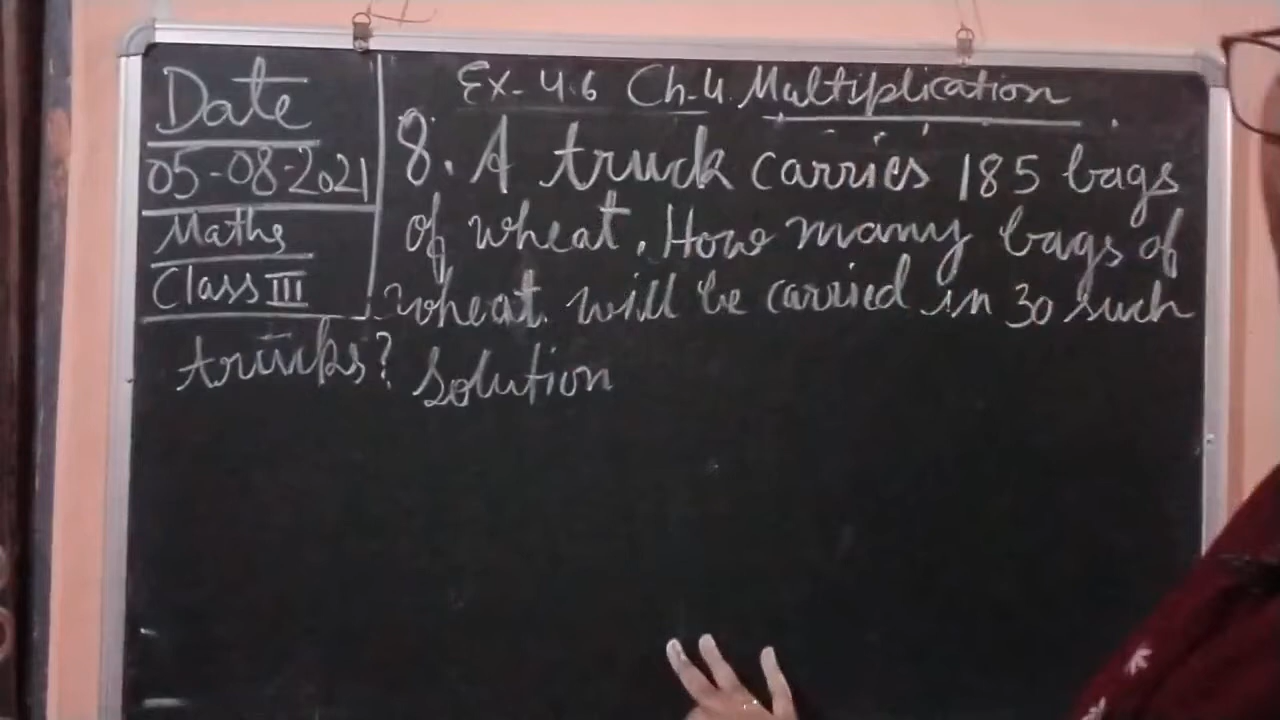 Date
05-08-2021
Maths
Class III
Ex-4.6 Ch-4. Multiplication
8. A truck carries 185 bags
of wheat. How many bags of
wheat will be carried in 30 such
trucks? Solution